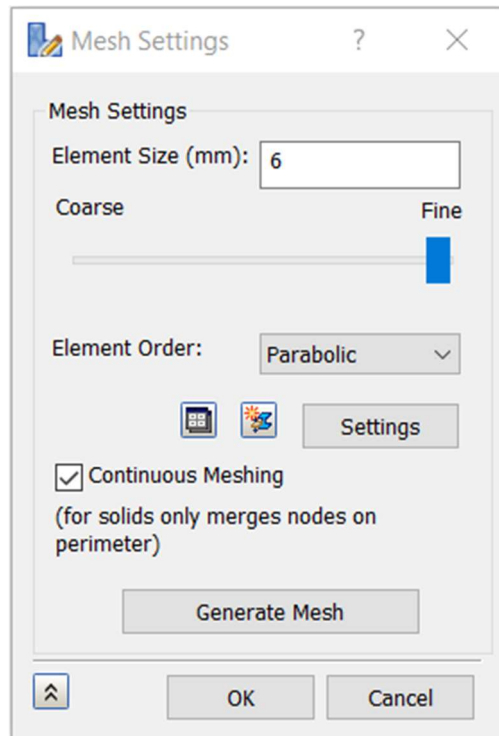 Mesh Settings ?
Mesh Settings
Element Size (mm): 6
Coarse Fine
Element Order: Parabolic
Settings
Continuous Meshing
(for solids only merges nodes on
perimeter)
Generate Mesh
OK Cancel